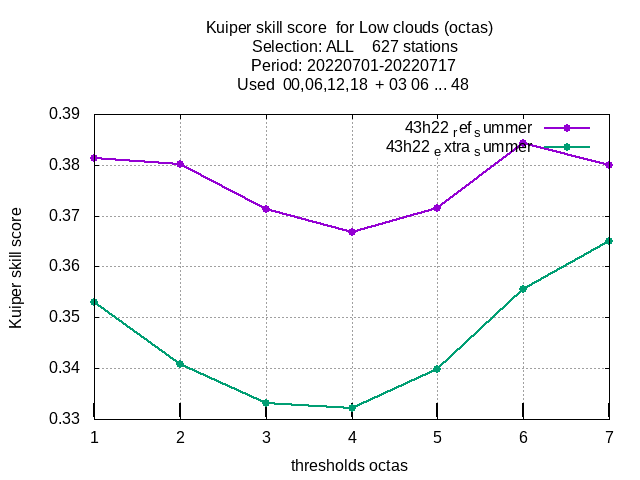 Kuiper skill score for Low clouds (octas)
Selection: ALL 627 stations
Period: 20220701-20220717
Used 00,06,12,18 + 03 06 ... 48
43h22 ref summer
43h22 extra summer
0.39
0.38
0.37
0.36
0.35
0.34
0.33
Kuiper skill score
1 2 3 4 5 6 7
thresholds octas